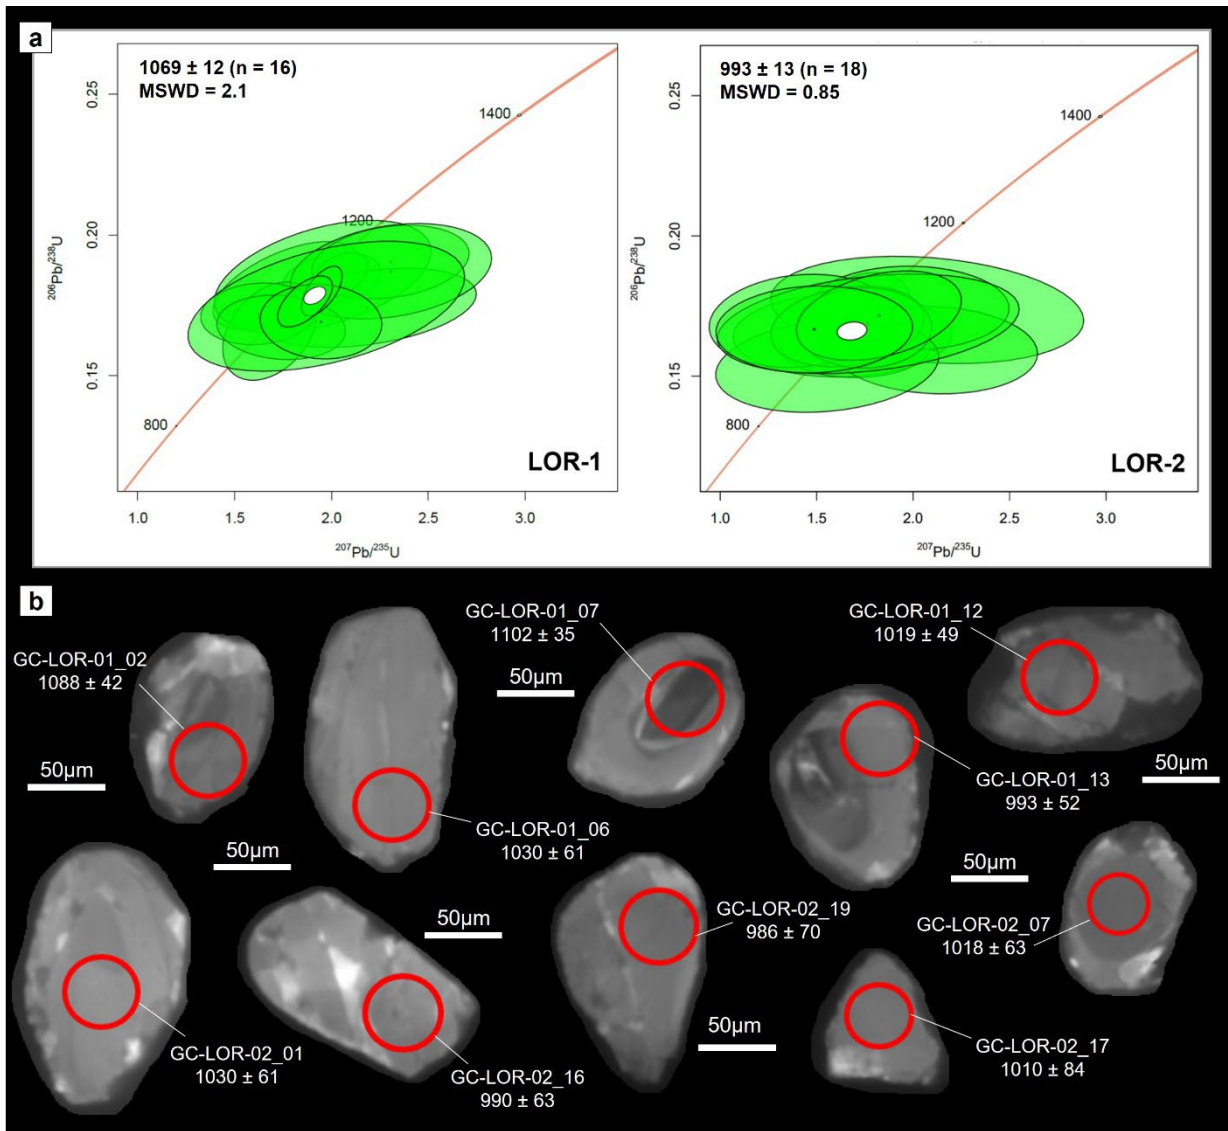 a
1069 ± 12 (n = 16)
MSWD = 2.1
0.25
0.20
0.15
²⁰⁶Pb/²³⁸U
1400
1200
800
LOR-1
1.0 1.5 2.0 2.5 3.0
²⁰⁷Pb/²³⁵U
993 ± 13 (n = 18)
MSWD = 0.85
0.25
0.20
0.15
²⁰⁶Pb/²³⁸U
1400
1200
800
LOR-2
1.0 1.5 2.0 2.5 3.0
²⁰⁷Pb/²³⁵U
b
GC-LOR-01_02
1088 ± 42
50µm
50µm
GC-LOR-01_06
1030 ± 61
GC-LOR-01_07
1102 ± 35
50µm
GC-LOR-01_12
1019 ± 49
50µm
GC-LOR-01_13
993 ± 52
50µm
GC-LOR-02_01
1030 ± 61
50µm
GC-LOR-02_16
990 ± 63
GC-LOR-02_19
986 ± 70
50µm
GC-LOR-02_17
1010 ± 84
GC-LOR-02_07
1018 ± 63